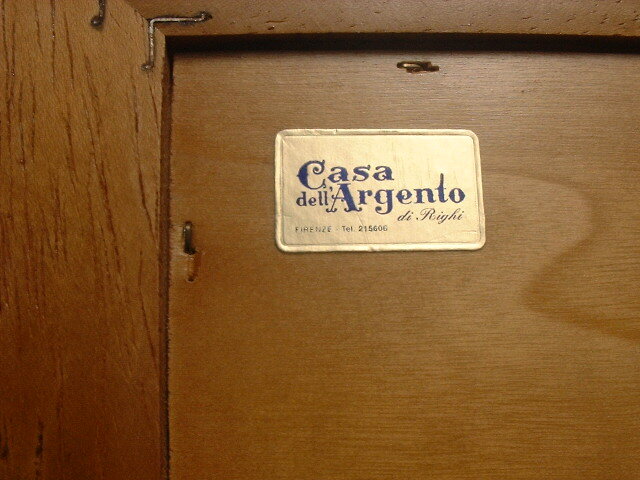 Casa
dell'Argento
di Righi
FIRENZE - Tel. 215606